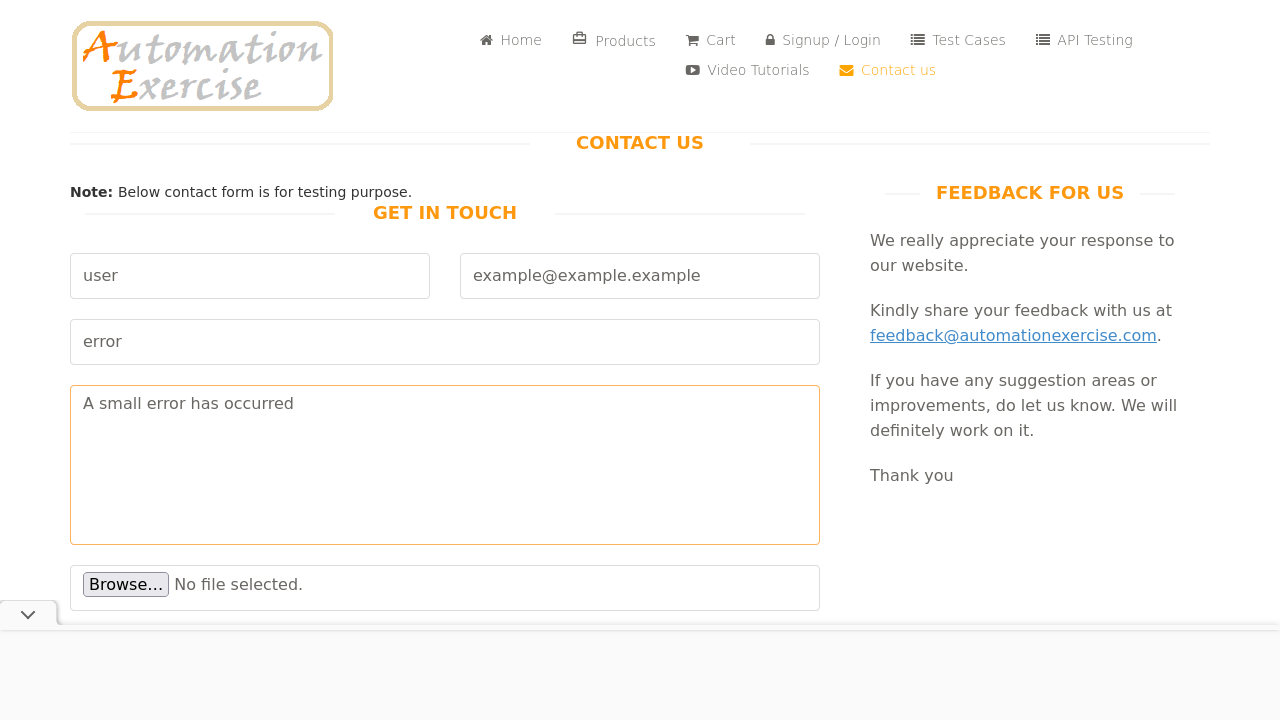 Automation
Exercise
Home
Products
Cart
Signup / Login
Test Cases
API Testing
Video Tutorials
Contact us
CONTACT US
Note: Below contact form is for testing purpose.
GET IN TOUCH
user
example@example.example
error
A small error has occurred
Browse... No file selected.
FEEDBACK FOR US
We really appreciate your response to
our website.
Kindly share your feedback with us at
feedback@automationexercise.com.
If you have any suggestion areas or
improvements, do let us know. We will
definitely work on it.
Thank you